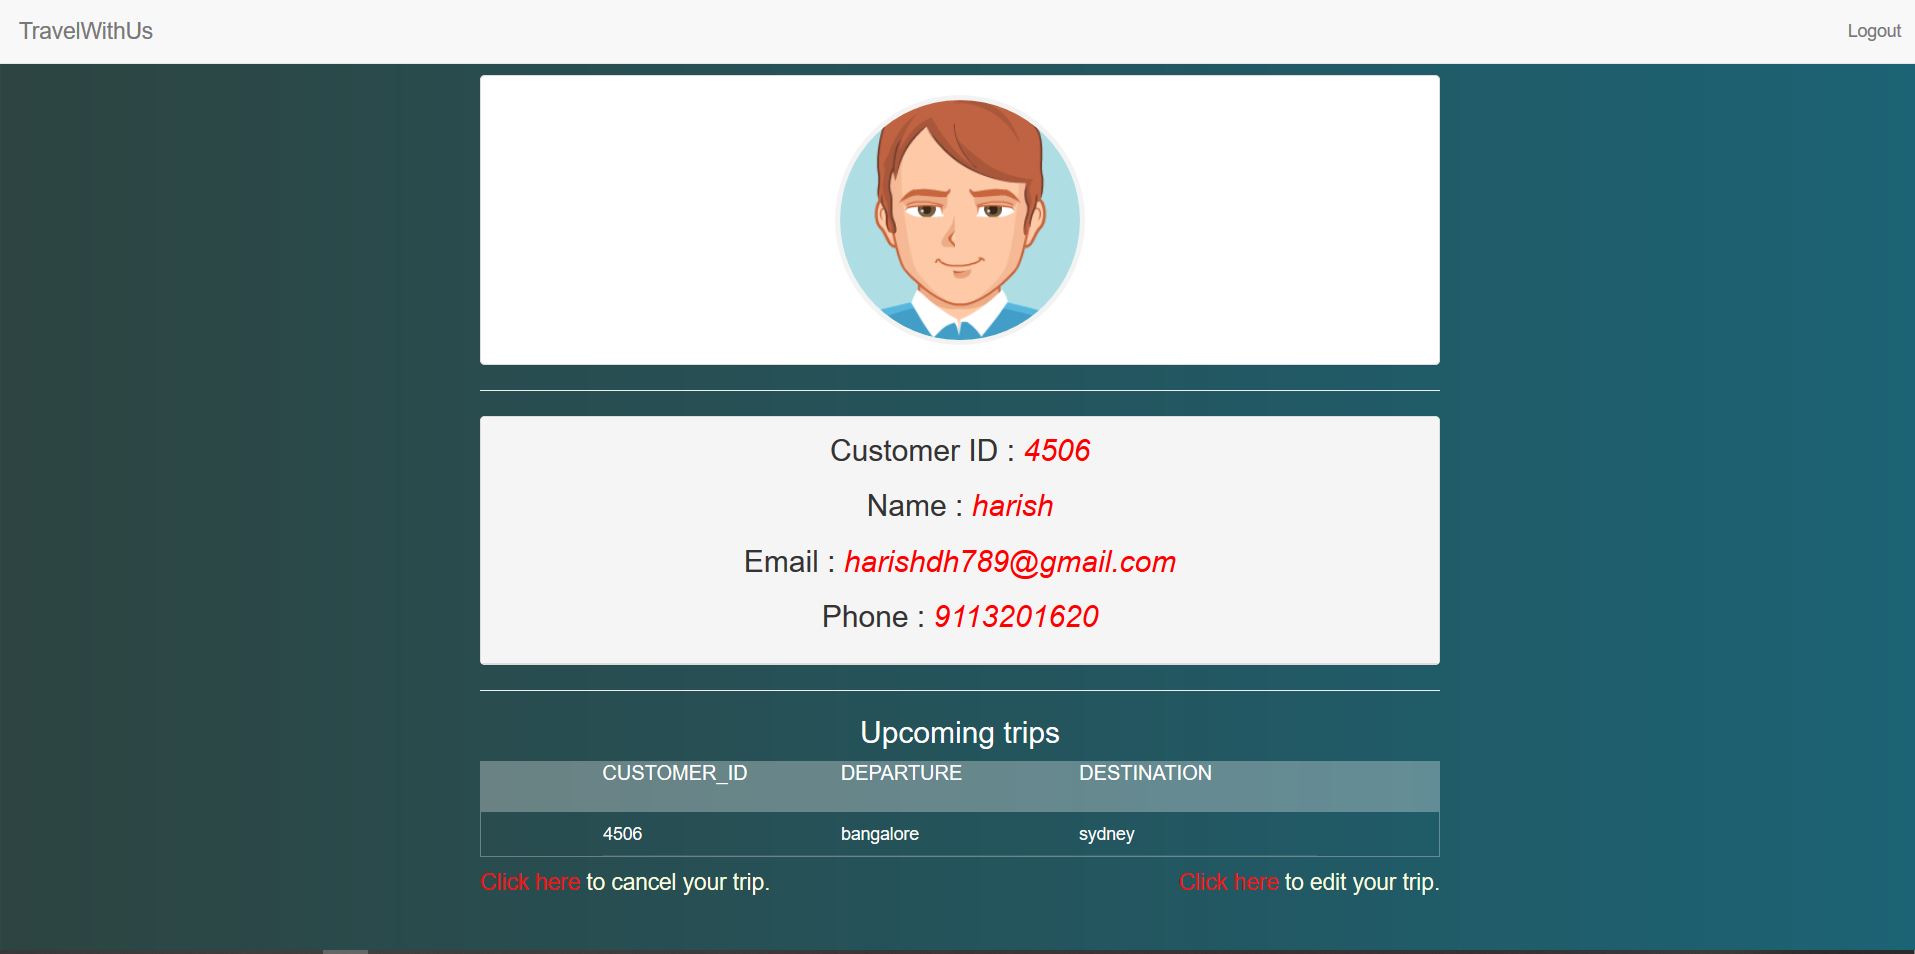 TravelWithUs Logout
Customer ID : 4506
Name : harish
Email : harishdh789@gmail.com
Phone : 9113201620
Upcoming trips
CUSTOMER_ID DEPARTURE DESTINATION
4506 bangalore sydney
Click here to cancel your trip. Click here to edit your trip.